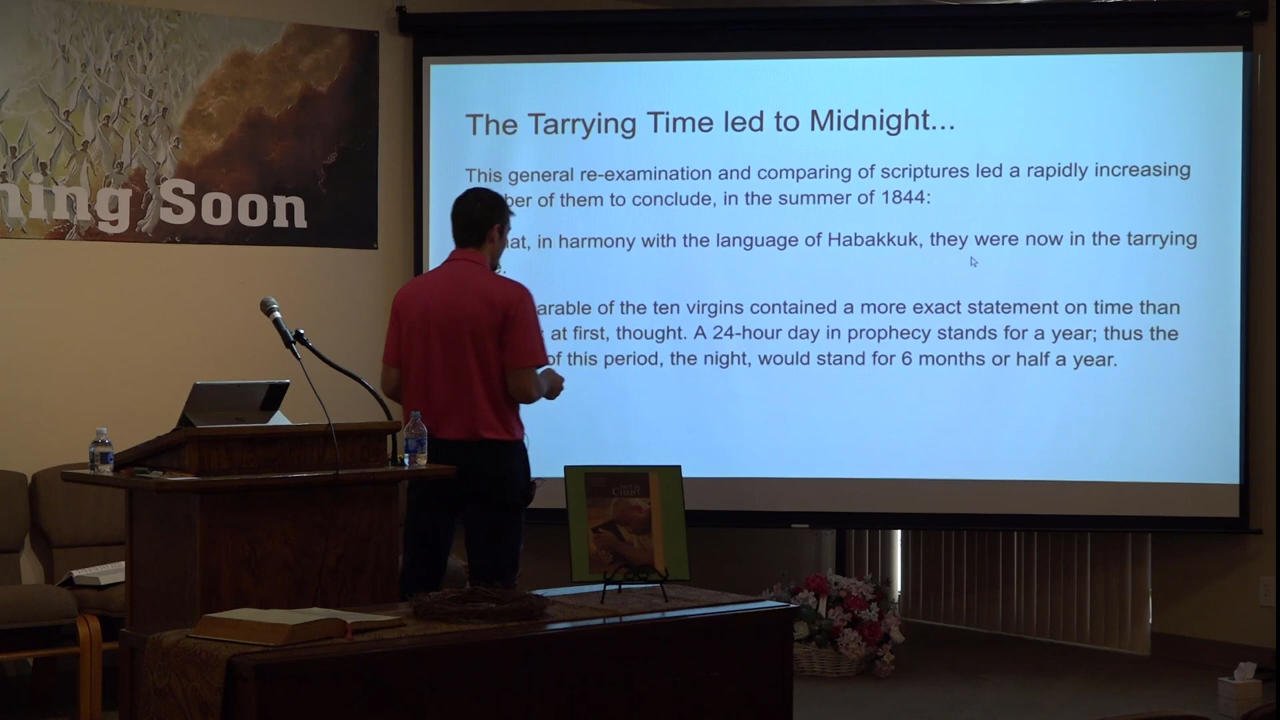 ning Soon
The Tarrying Time led to Midnight...
This general re-examination and comparing of scriptures led a rapidly increasing
ber of them to conclude, in the summer of 1844:
hat, in harmony with the language of Habakkuk, they were now in the tarrying
arable of the ten virgins contained a more exact statement on time than
at first, thought. A 24-hour day in prophecy stands for a year; thus the
of this period, the night, would stand for 6 months or half a year.
CHRIST